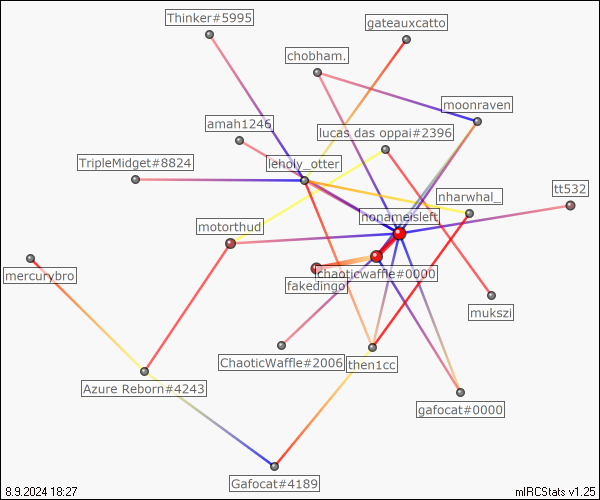 Thinker#5995
gateauxcatto
chobham.
moonraven
amah1246
lucas das oppai#2396
TripleMidget#8824
leholy_otter
tt532
nharwhal_
nonameisleft
motorthud
mercurybro
chaoticwaffle#0000
fakedingo
mukszi
ChaoticWaffle#2006
then1cc
Azure Reborn#4243
gafocat#0000
Gafocat#4189
8.9.2024 18:27
mIRCStats v1.25